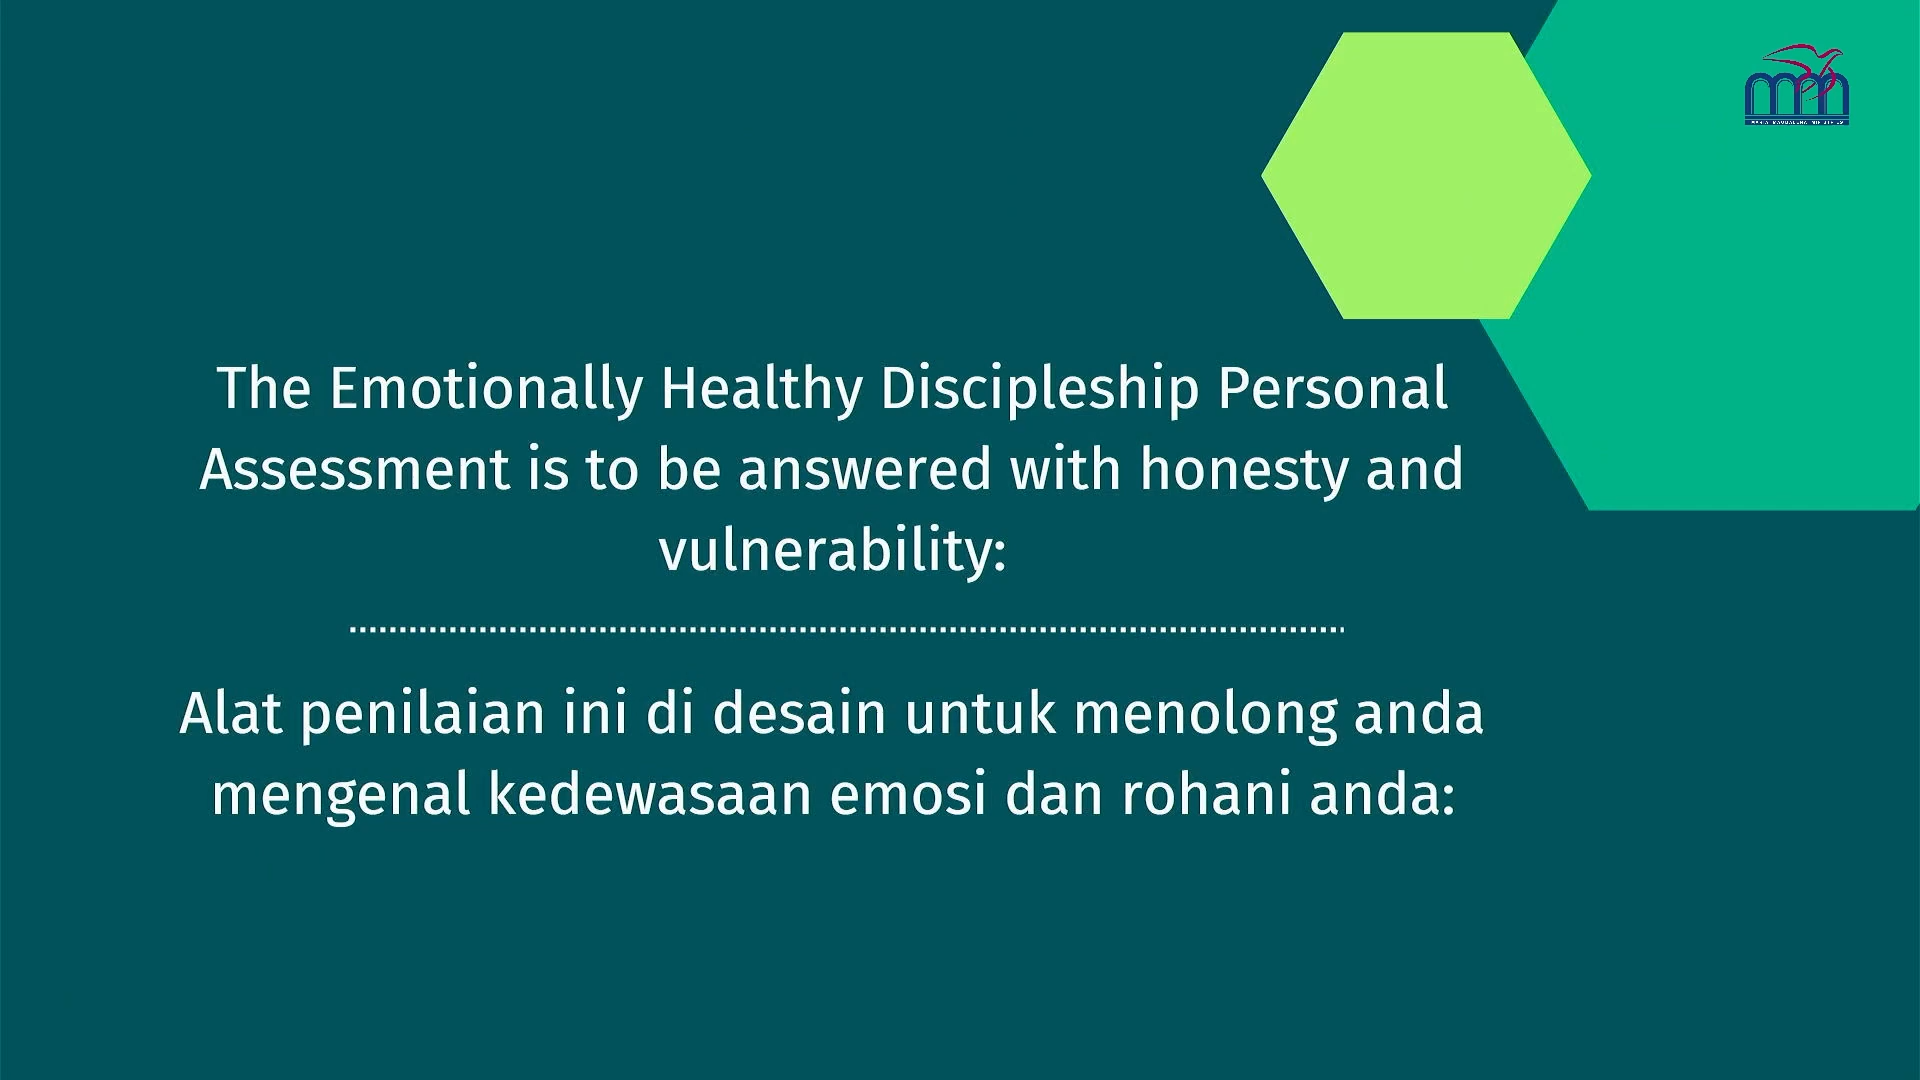 The Emotionally Healthy Discipleship Personal
Assessment is to be answered with honesty and
vulnerability:
Alat penilaian ini di desain untuk menolong anda
mengenal kedewasaan emosi dan rohani anda: